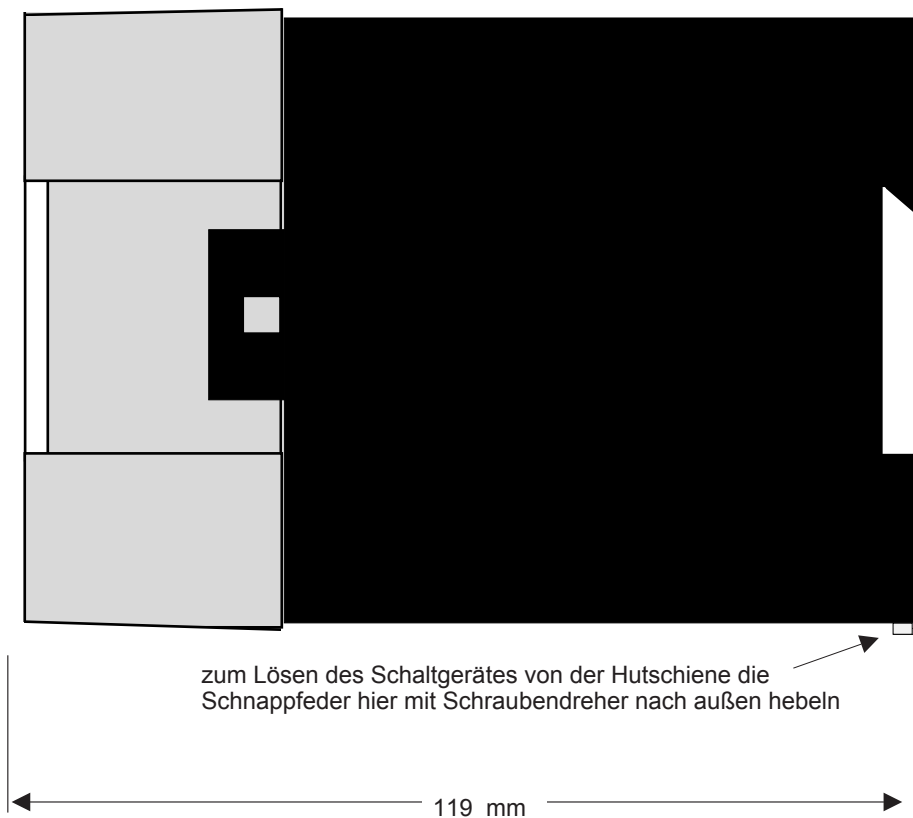 zum Lösen des Schaltgerätes von der Hutschiene die
Schnappfeder hier mit Schraubendreher nach außen hebeln
119 mm